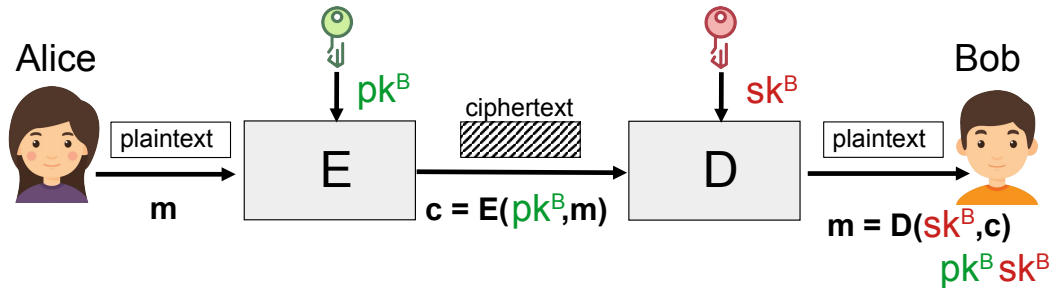 Alice
Bob
pkᴮ
skᴮ
plaintext
ciphertext
plaintext
E
D
m
c = E(pkᴮ,m)
m = D(skᴮ,c)
pkᴮ skᴮ